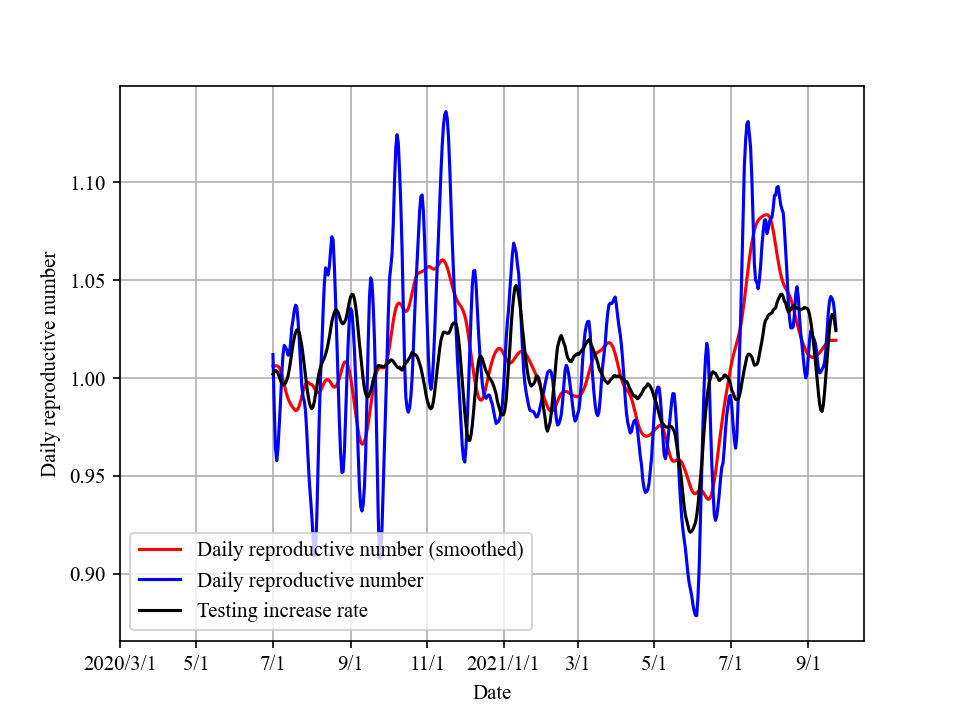 1.10
1.05
1.00
0.95
0.90
Daily reproductive number
Daily reproductive number (smoothed)
Daily reproductive number
Testing increase rate
2020/3/1 5/1 7/1 9/1 11/1 2021/1/1 3/1 5/1 7/1 9/1
Date